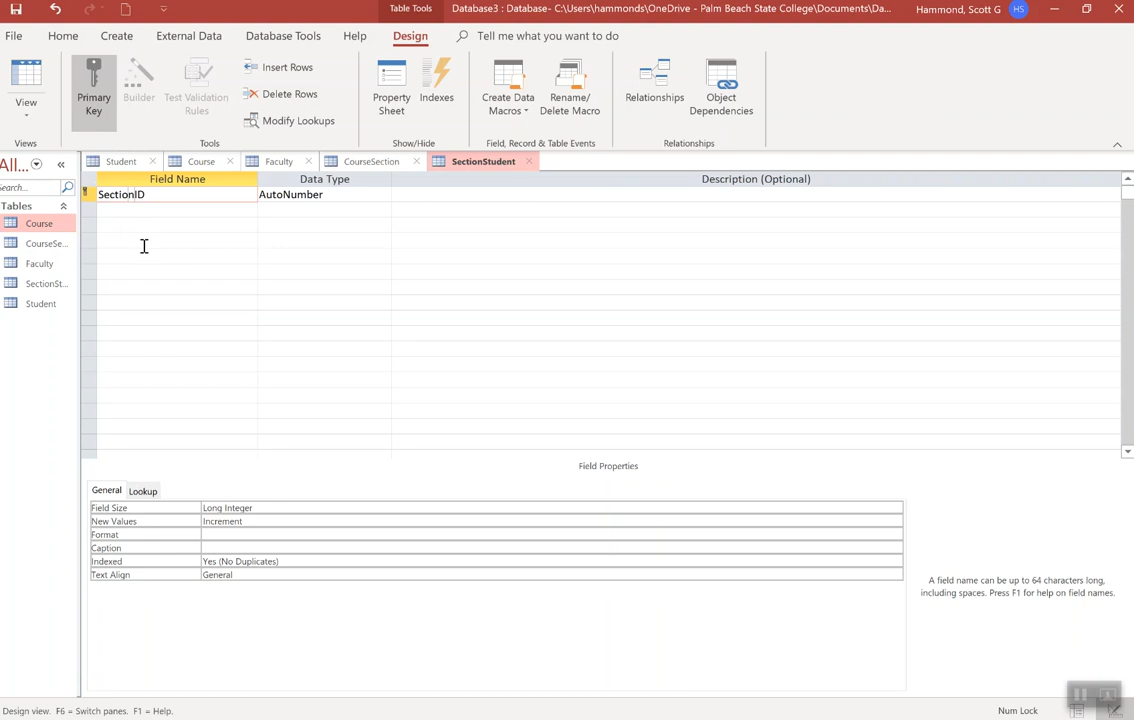 Table Tools
Database3 : Database- C:\Users\hammonds\OneDrive - Palm Beach State College\Documents\Da...
Hammond, Scott G
HS
File Home Create External Data Database Tools Help Design Tell me what you want to do
View
Views
Primary Key
Builder
Test Validation Rules
Insert Rows
Delete Rows
Modify Lookups
Tools
Property Sheet
Indexes
Show/Hide
Create Data Macros
Rename/ Delete Macro
Field, Record & Table Events
Relationships
Object Dependencies
Relationships
All...
Search...
Tables
Course
CourseSe...
Faculty
SectionSt...
Student
Student Course Faculty CourseSection SectionStudent
Field Name Data Type Description (Optional)
SectionID AutoNumber
Field Properties
General Lookup
Field Size Long Integer
New Values Increment
Format
Caption
Indexed Yes (No Duplicates)
Text Align General
A field name can be up to 64 characters long,
including spaces. Press F1 for help on field names.
Design view. F6 = Switch panes. F1 = Help.
Num Lock